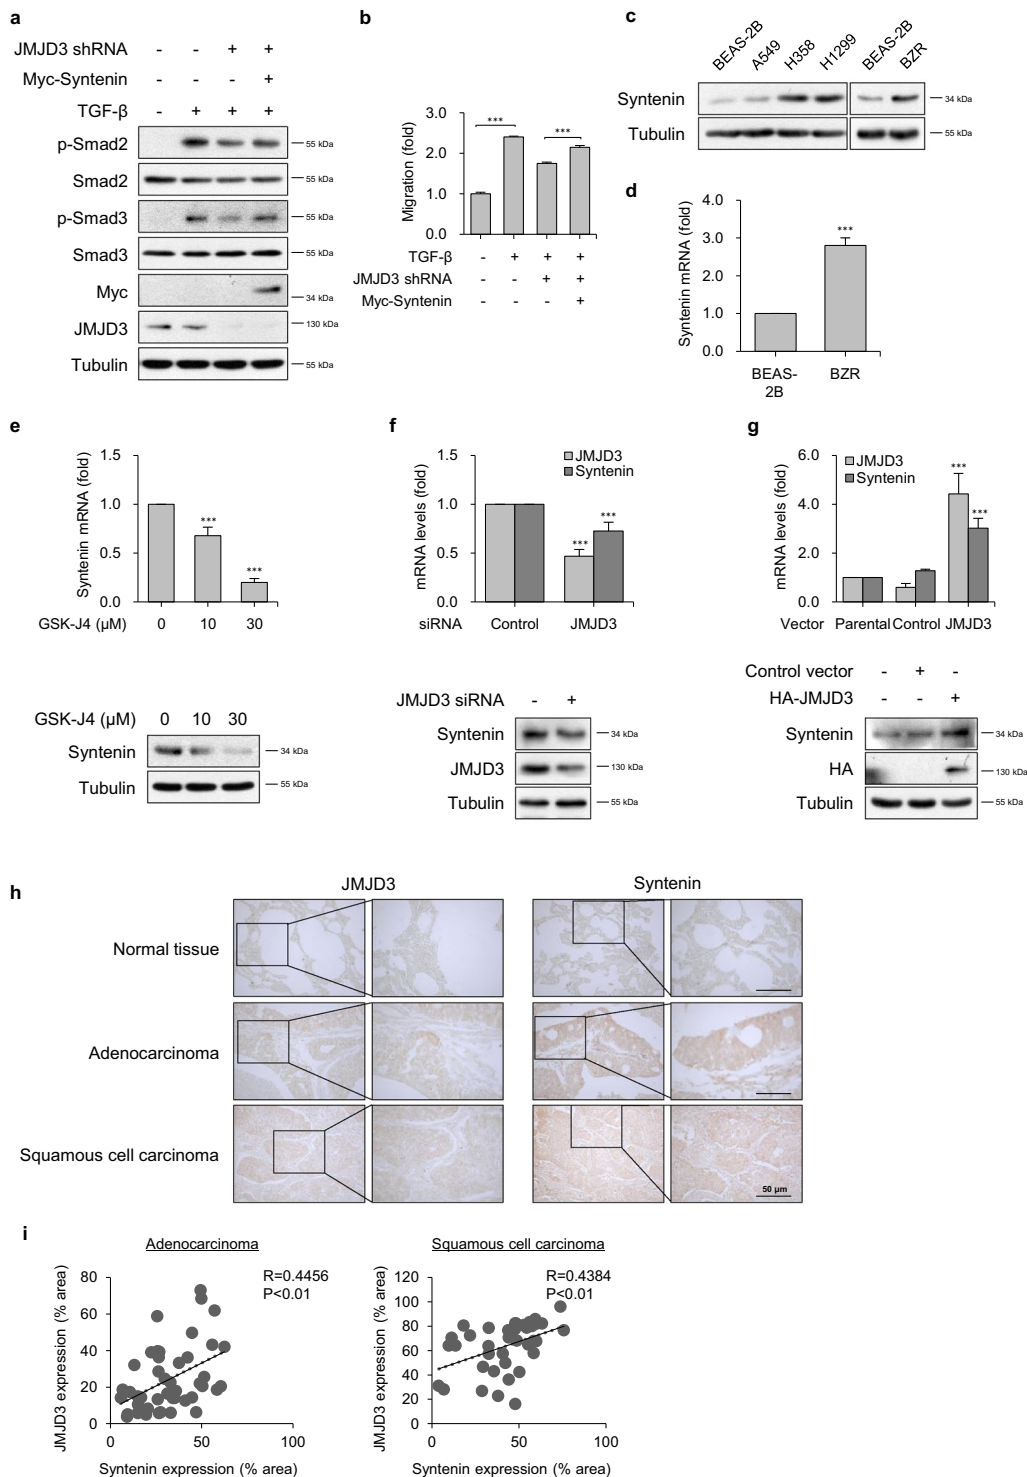 a
JMJD3 shRNA - - + +
Myc-Syntenin - - - +
TGF-β - + + +
p-Smad2 55 kDa
Smad2 55 kDa
p-Smad3 55 kDa
Smad3 55 kDa
Myc 34 kDa
JMJD3 130 kDa
Tubulin 55 kDa
b
Migration (fold)
3.0
2.0
1.0
0.0
*** ***
TGF-β - + + +
JMJD3 shRNA - - + +
Myc-Syntenin - - - +
c
BEAS-2B A549 H358 H1299 BEAS-2B BZR
Syntenin 34 kDa
Tubulin 55 kDa
d
Syntenin mRNA (fold)
4.0
3.0
2.0
1.0
0.0
***
BEAS-
2B
BZR
e
Syntenin mRNA (fold)
1.5
1.0
0.5
0.0
***
***
GSK-J4 (μM) 0 10 30
GSK-J4 (μM) 0 10 30
Syntenin 34 kDa
Tubulin 55 kDa
f
mRNA levels (fold)
1.5
1.0
0.5
0.0
JMJD3
Syntenin
***
***
siRNA Control JMJD3
JMJD3 siRNA - +
Syntenin 34 kDa
JMJD3 130 kDa
Tubulin 55 kDa
g
mRNA levels (fold)
6.0
4.0
2.0
0.0
JMJD3
Syntenin
***
***
Vector Parental Control JMJD3
Control vector - + -
HA-JMJD3 - - +
Syntenin 34 kDa
HA 130 kDa
Tubulin 55 kDa
h
JMJD3 Syntenin
Normal tissue
Adenocarcinoma
Squamous cell carcinoma
50 μm
i
Adenocarcinoma
R=0.4456
P<0.01
JMJD3 expression (% area)
80
60
40
20
0
0 50 100
Syntenin expression (% area)
Squamous cell carcinoma
R=0.4384
P<0.01
JMJD3 expression (% area)
120
100
80
60
40
20
0
0 50 100
Syntenin expression (% area)